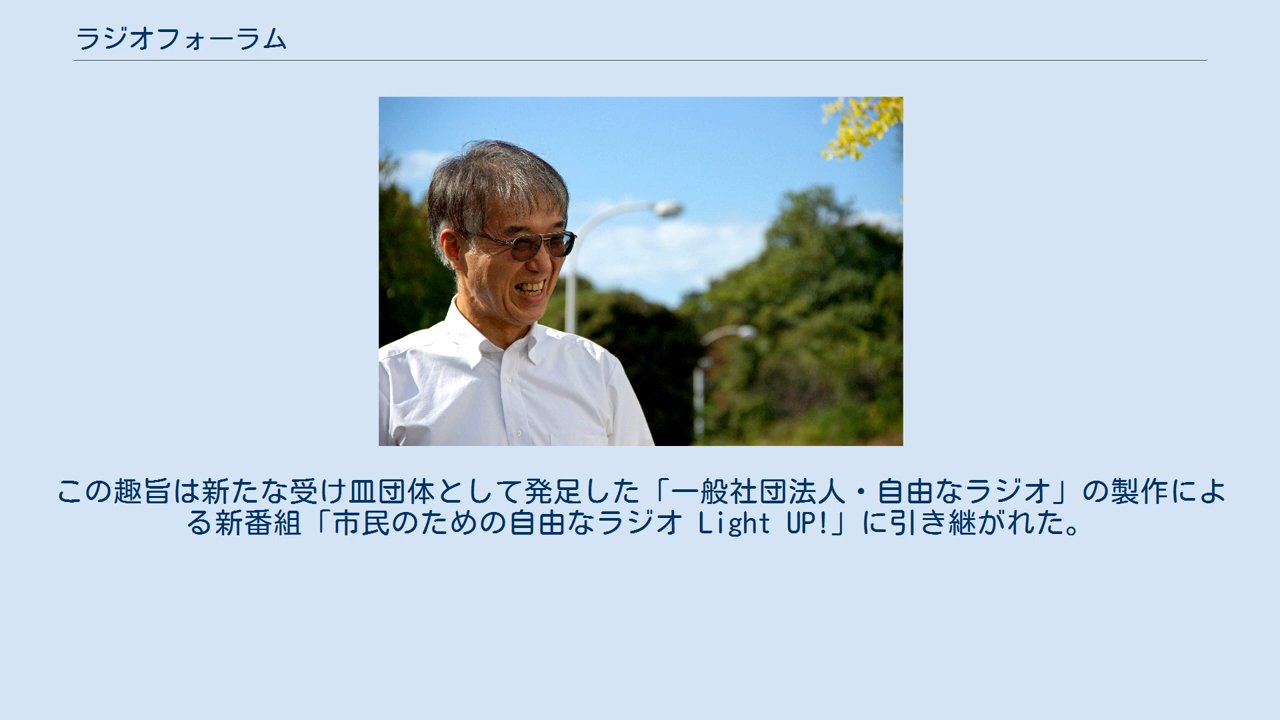 ラジオフォーラム
この趣旨は新たな受け皿団体として発足した「一般社団法人・自由なラジオ」の製作によ
る新番組「市民のための自由なラジオ Light UP!」に引き継がれた。